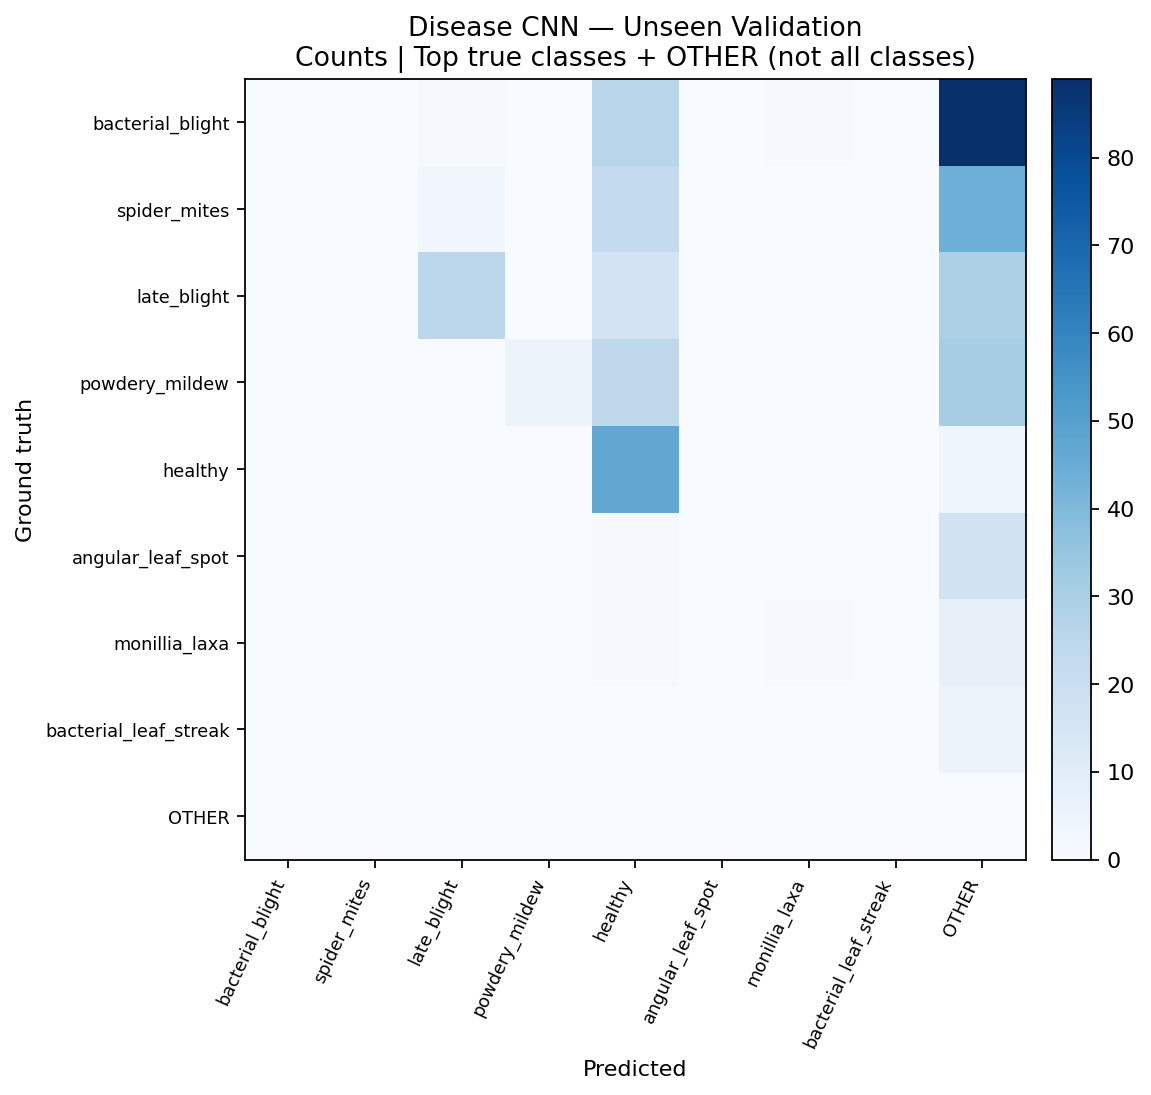 Disease CNN — Unseen Validation
Counts | Top true classes + OTHER (not all classes)
Ground truth
bacterial_blight
spider_mites
late_blight
powdery_mildew
healthy
angular_leaf_spot
monillia_laxa
bacterial_leaf_streak
OTHER
bacterial_blight
spider_mites
late_blight
powdery_mildew
healthy
angular_leaf_spot
monillia_laxa
bacterial_leaf_streak
OTHER
Predicted
80
70
60
50
40
30
20
10
0